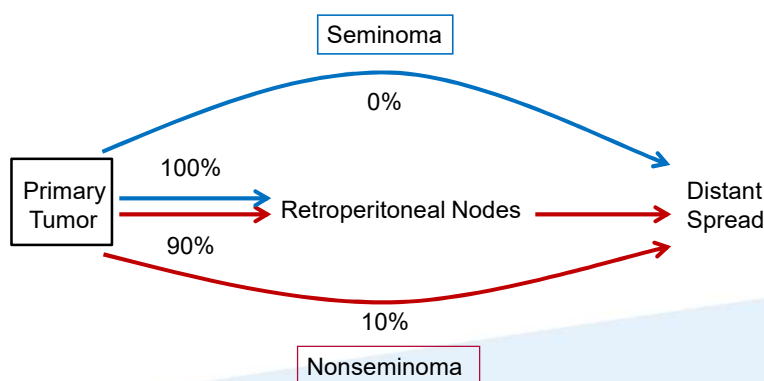 Seminoma
0%
100%
Primary
Tumor
Retroperitoneal Nodes
Distant
Spread
90%
10%
Nonseminoma